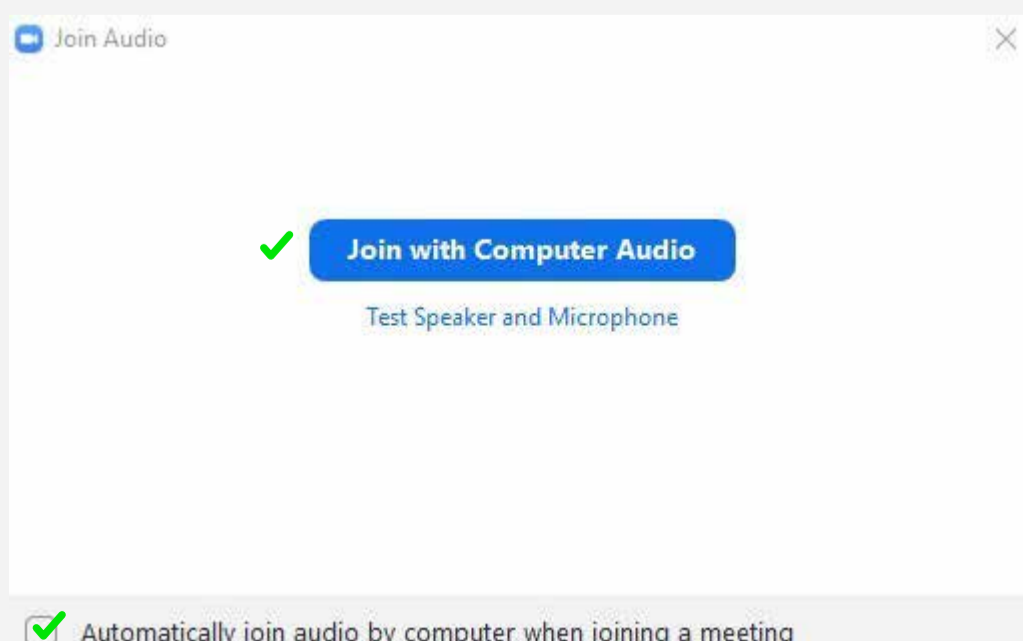 Join Audio
Join with Computer Audio
Test Speaker and Microphone
Automatically join audio by computer when joining a meeting